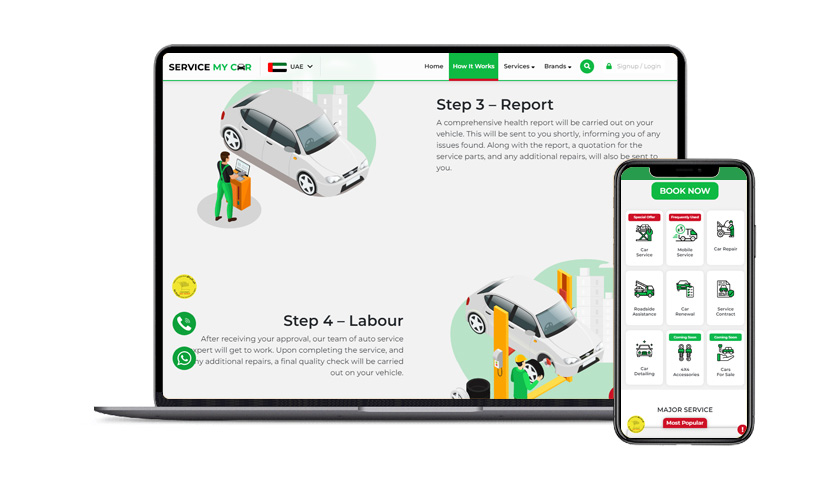 SERVICE MY CAR
UAE
Home
How It Works
Services
Brands
Signup / Login
Step 3 – Report
A comprehensive health report will be carried out on your
vehicle. This will be sent to you shortly, informing you of any
issues found. Along with the report, a quotation for the
service parts, and any additional repairs, will also be sent to
you.
Step 4 – Labour
After receiving your approval, our team of auto service
pert will get to work. Upon completing the service, and
ny additional repairs, a final quality check will be carried
out on your vehicle.
BOOK NOW
Special Offer
Frequently Used
Car
Service
Mobile
Service
Car Repair
Roadside
Assistance
Car
Renewal
Service
Contract
Coming Soon
Coming Soon
Car
Detailing
4x4
Accessories
Cars
For Sale
MAJOR SERVICE
Most Popular